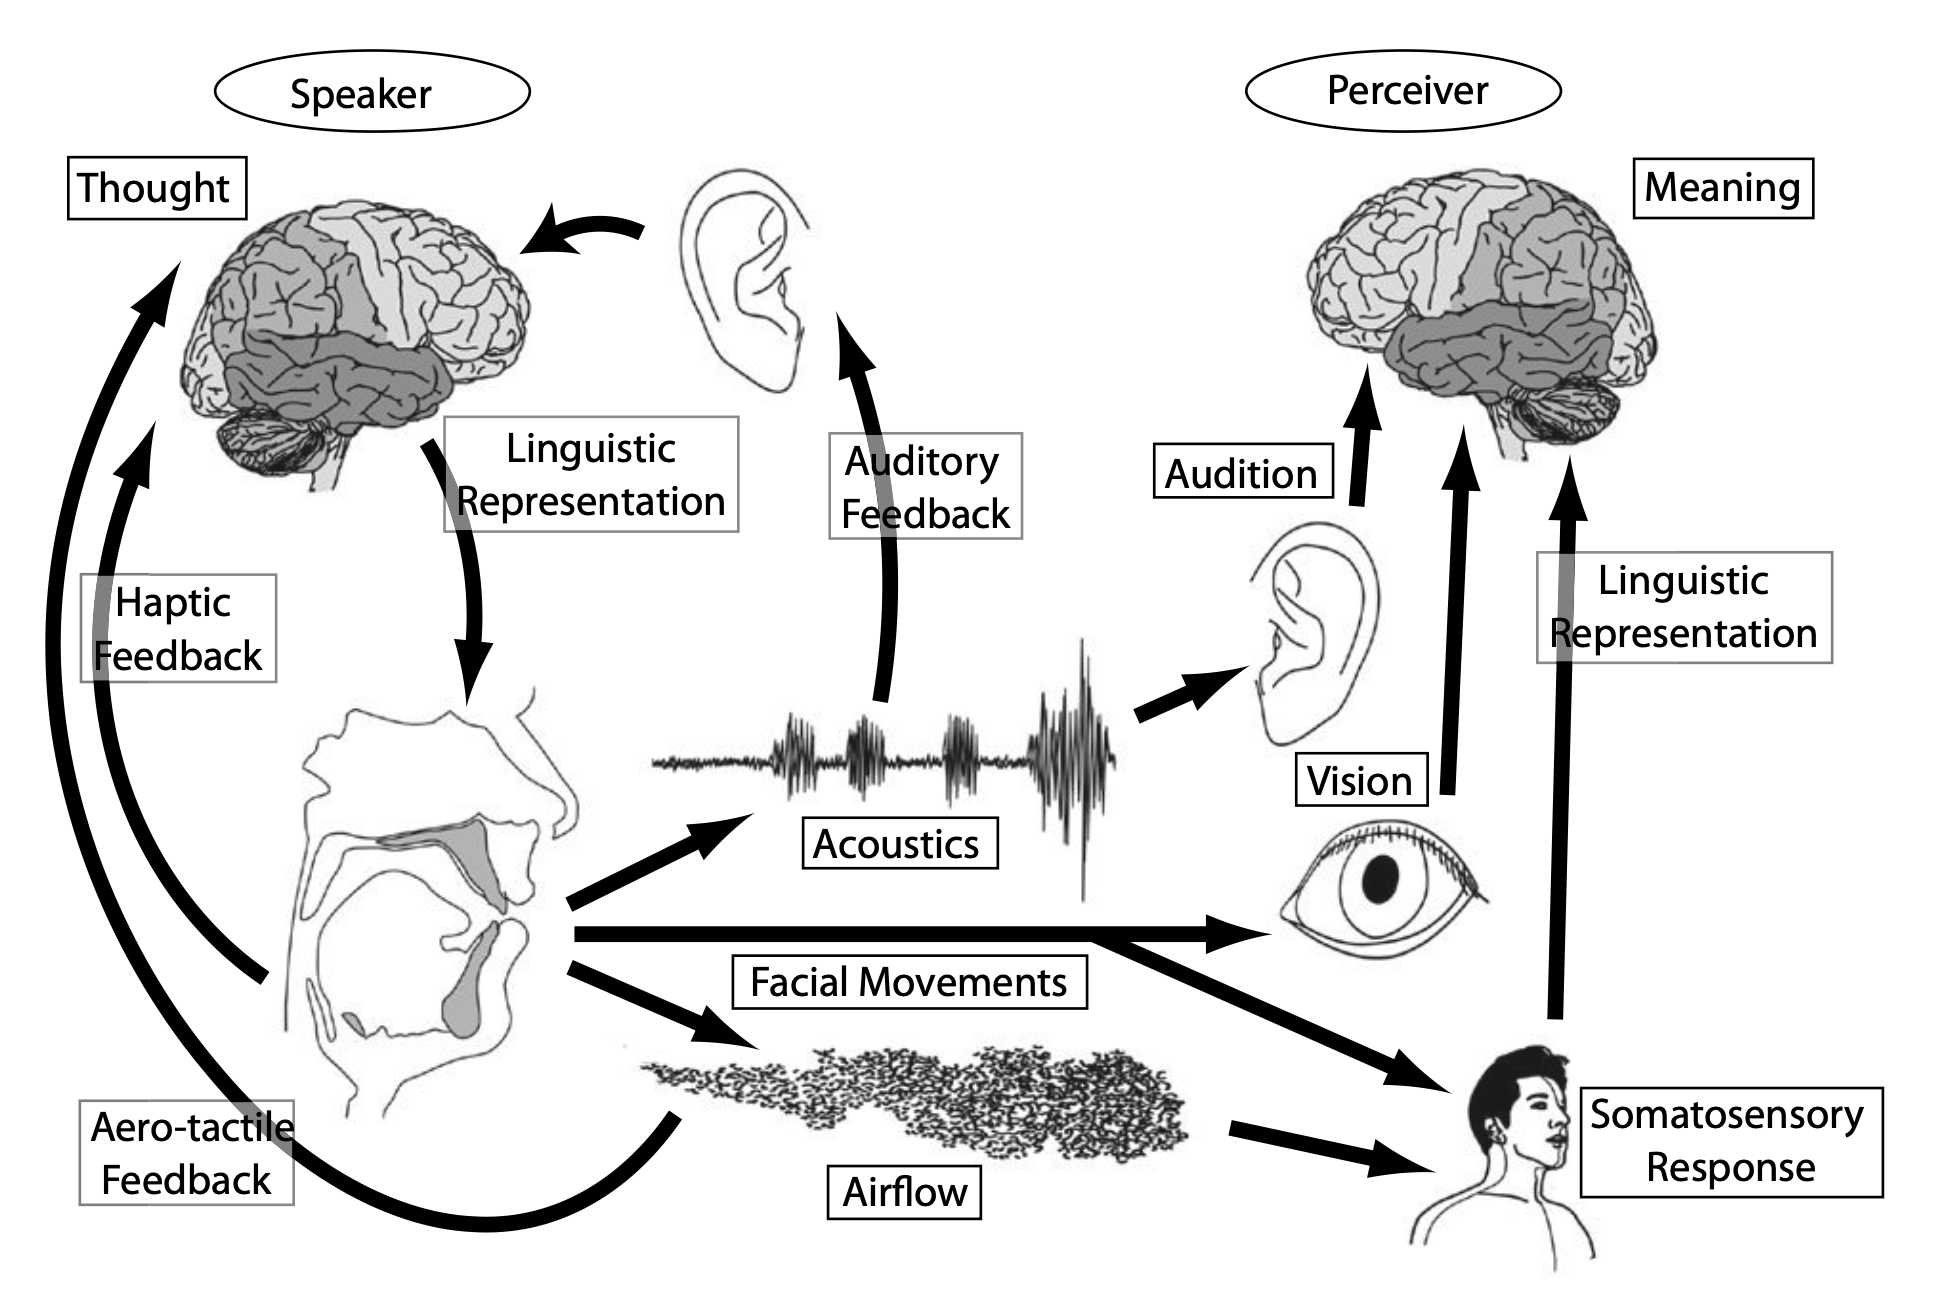 Speaker
Perceiver
Thought
Meaning
Linguistic
Representation
Auditory
Feedback
Audition
Haptic
Feedback
Linguistic
Representation
Vision
Acoustics
Facial Movements
Aero-tactile
Feedback
Airflow
Somatosensory
Response